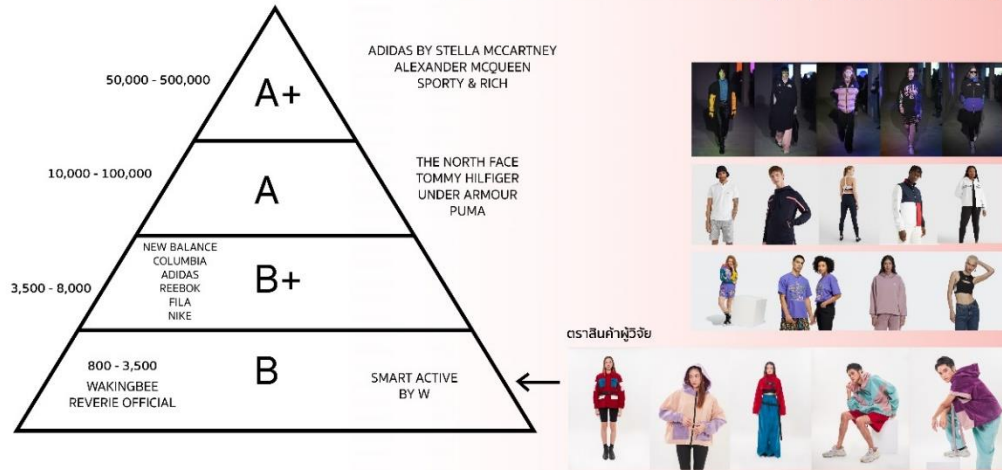 50,000 - 500,000
A+
ADIDAS BY STELLA MCCARTNEY
ALEXANDER MCQUEEN
SPORTY & RICH
10,000 - 100,000
A
THE NORTH FACE
TOMMY HILFIGER
UNDER ARMOUR
PUMA
3,500 - 8,000
NEW BALANCE
COLUMBIA
ADIDAS
REEBOK
FILA
NIKE
B+
ตราสินค้าผู้วิจัย
800 - 3,500
WAKINGBEE
REVERIE OFFICIAL
B
SMART ACTIVE
BY W